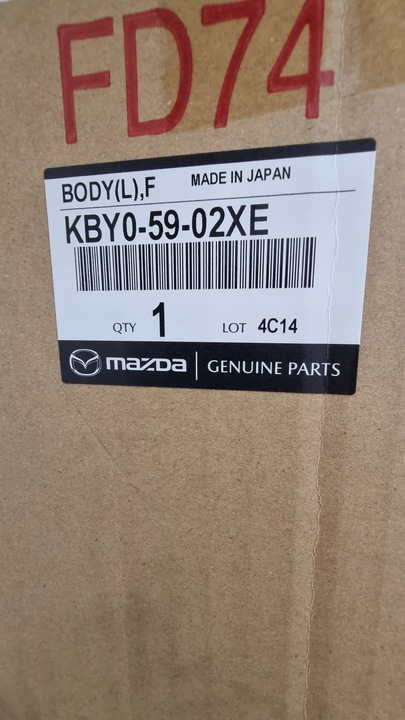 FD74
BODY(L),F MADE IN JAPAN
KBY0-59-02XE
QTY 1 LOT 4C14
mazda GENUINE PARTS